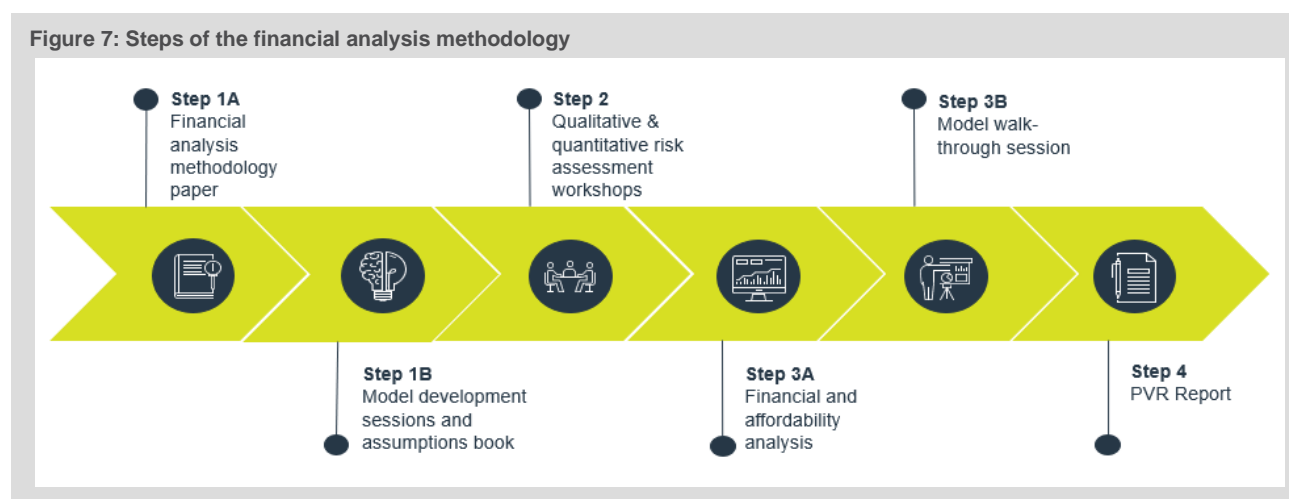 Figure 7: Steps of the financial analysis methodology
Step 1A
Financial
analysis
methodology
paper
Step 1B
Model development
sessions and
assumptions book
Step 2
Qualitative &
quantitative risk
assessment
workshops
Step 3A
Financial and
affordability
analysis
Step 3B
Model walk-
through session
Step 4
PVR Report